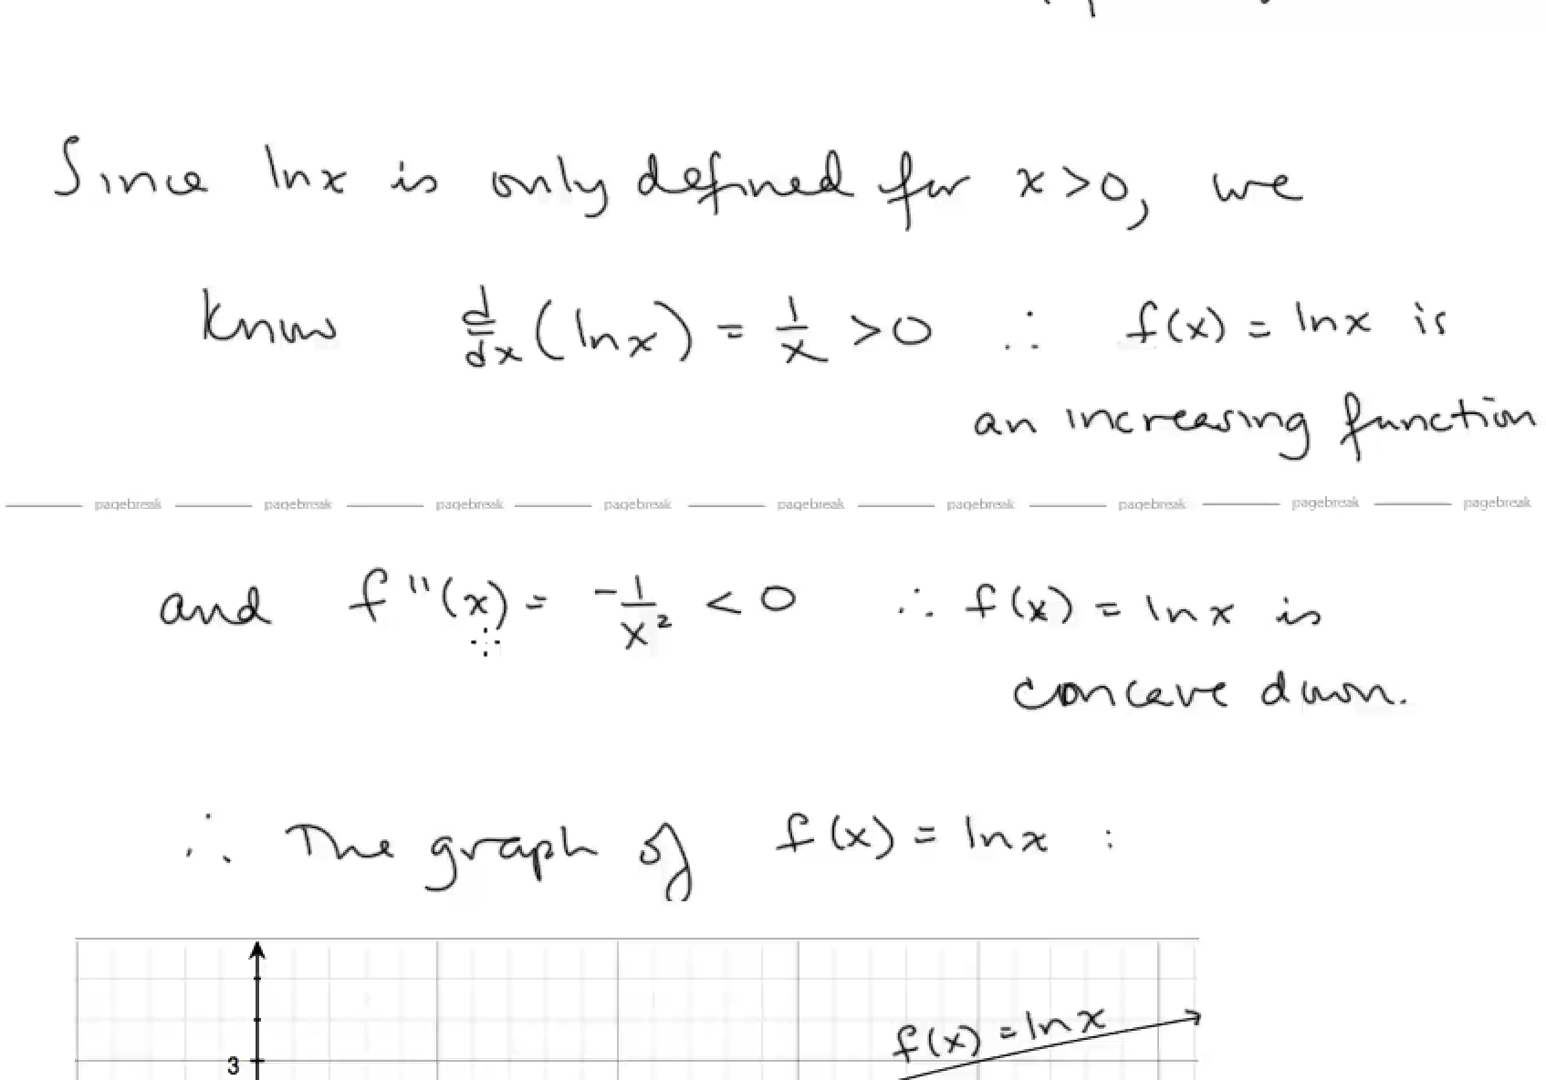 Since ln x is only defined for x > 0, we
know d/dx (ln x) = 1/x > 0 ∴ f(x) = ln x is
an increasing function
pagebreak pagebreak pagebreak pagebreak pagebreak pagebreak pagebreak pagebreak pagebreak
and f''(x) = -1/x² < 0 ∴ f(x) = ln x is
concave down.
∴ The graph of f(x) = ln x :
f(x) = ln x
3